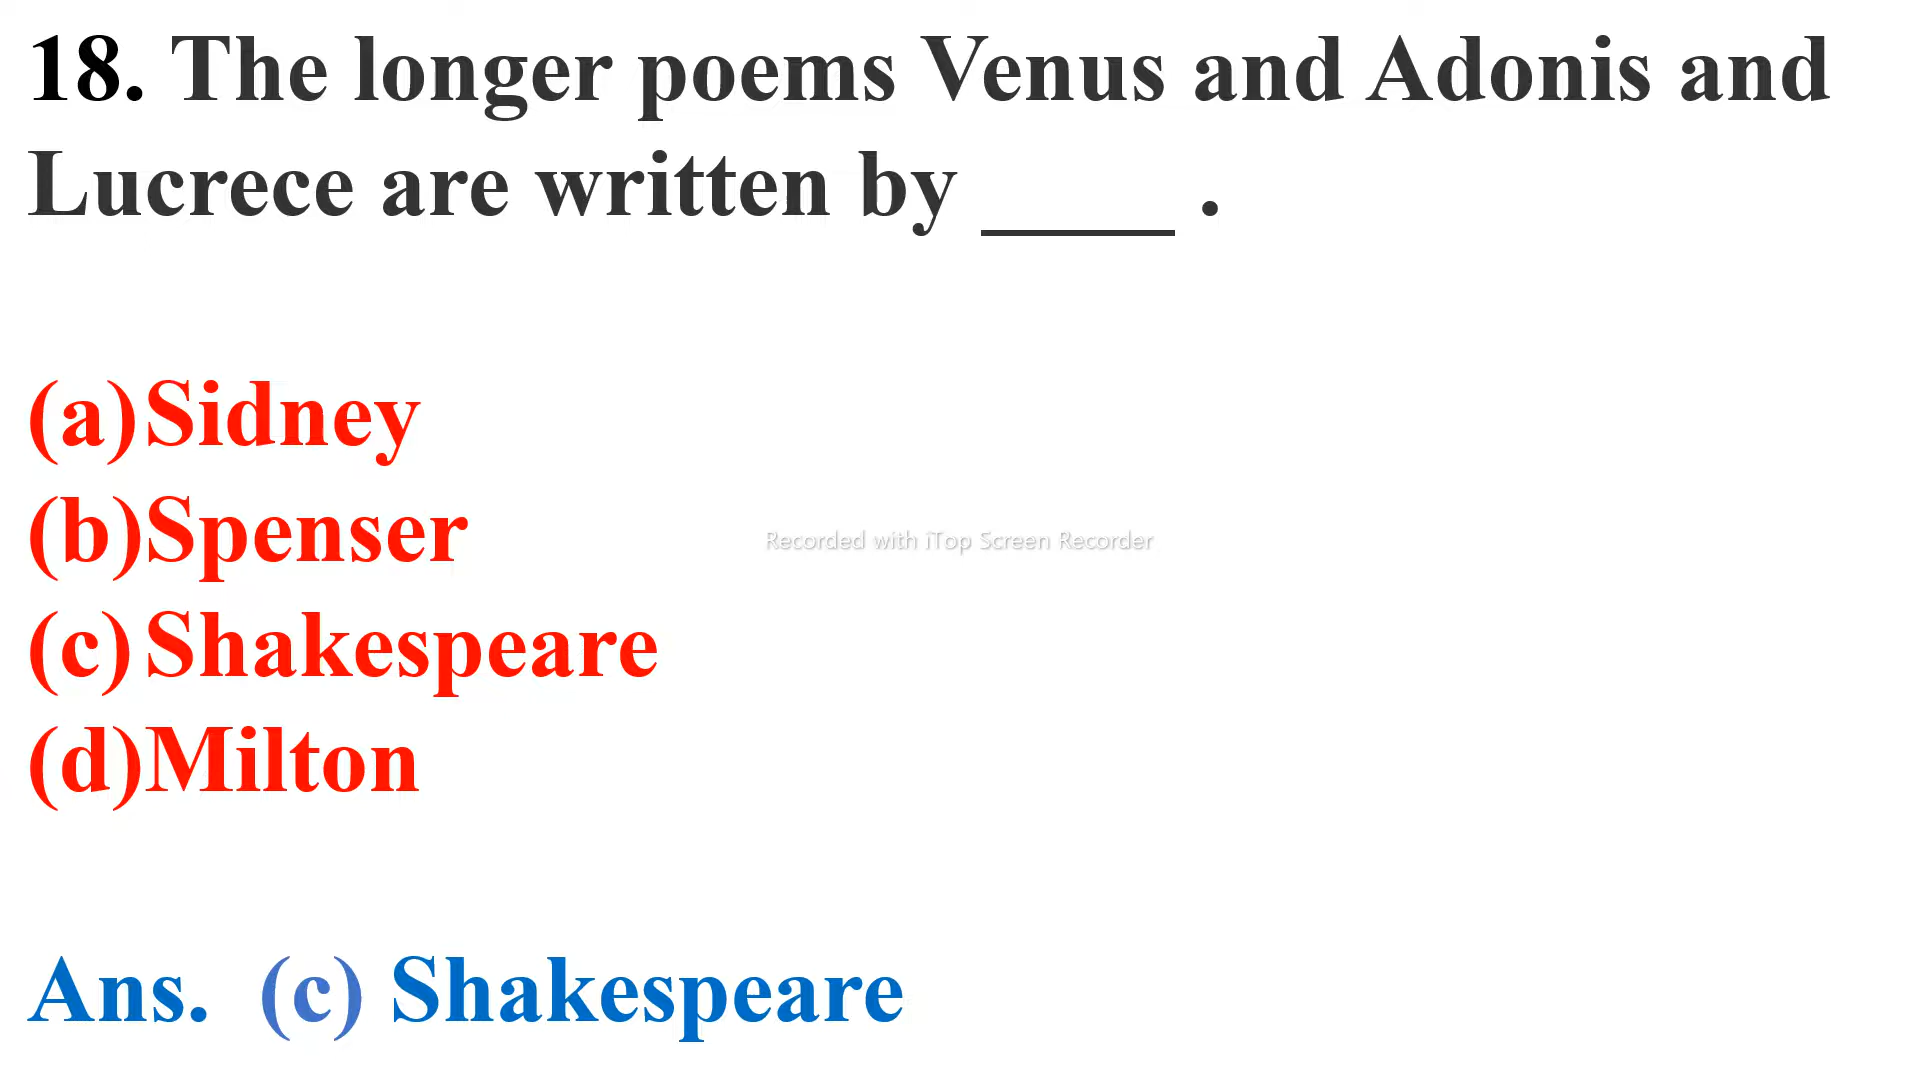 18. The longer poems Venus and Adonis and
Lucrece are written by ____ .
(a) Sidney
(b) Spenser
Recorded with iTop Screen Recorder
(c) Shakespeare
(d) Milton
Ans. (c) Shakespeare